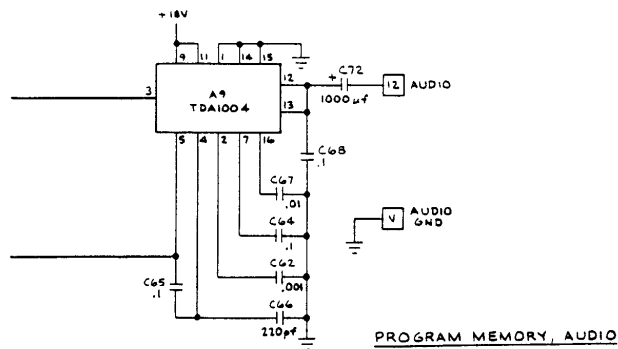 +18V
9 11 1 14 15
12 + C72
3 A9 12 AUDIO
TDA1004 13 1000 µf
5 4 2 7 16 C68
.1
C67
.01
C64 V AUDIO
.1 GND
C62
C65 .001
.1 C66
220pf
PROGRAM MEMORY, AUDIO